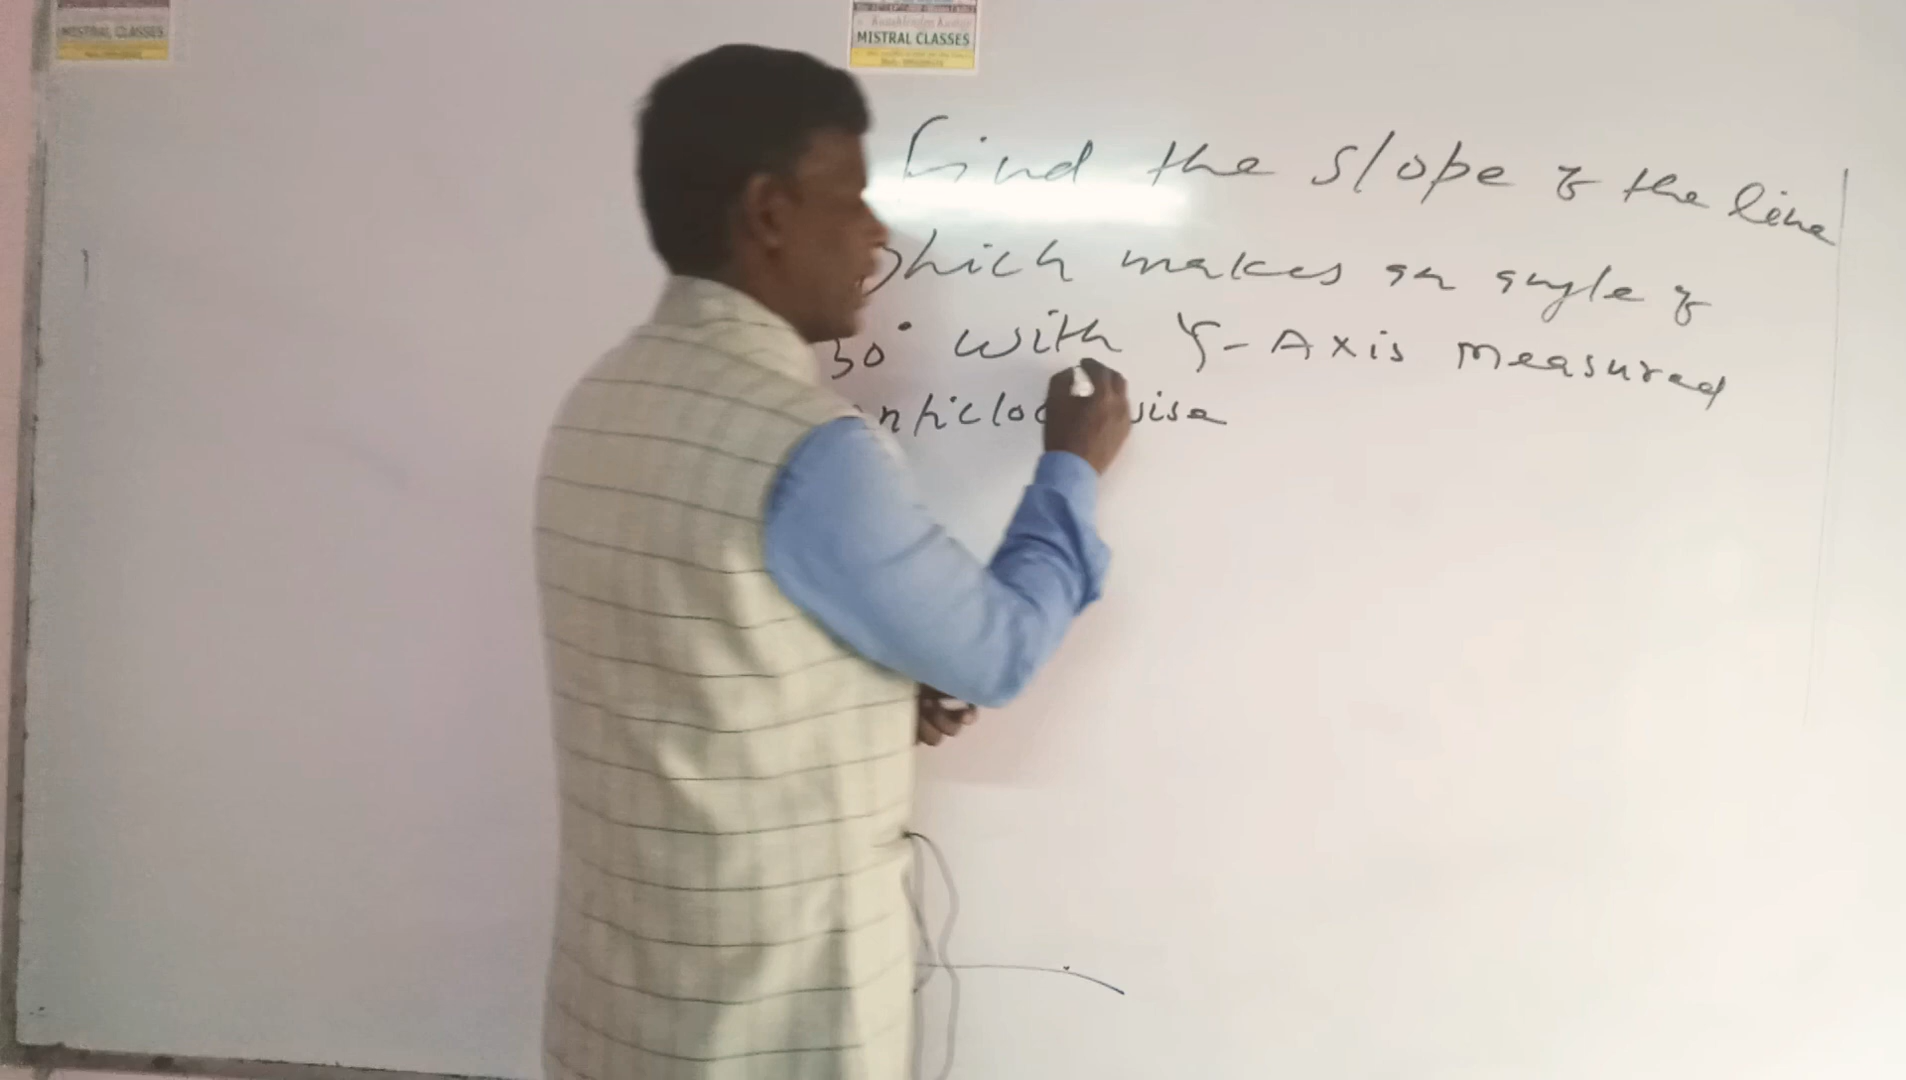 MISTRAL CLASSES
MISTRAL CLASSES
Find the slope of the line
which makes an angle of
30° with Y-Axis measured
anticlockwise